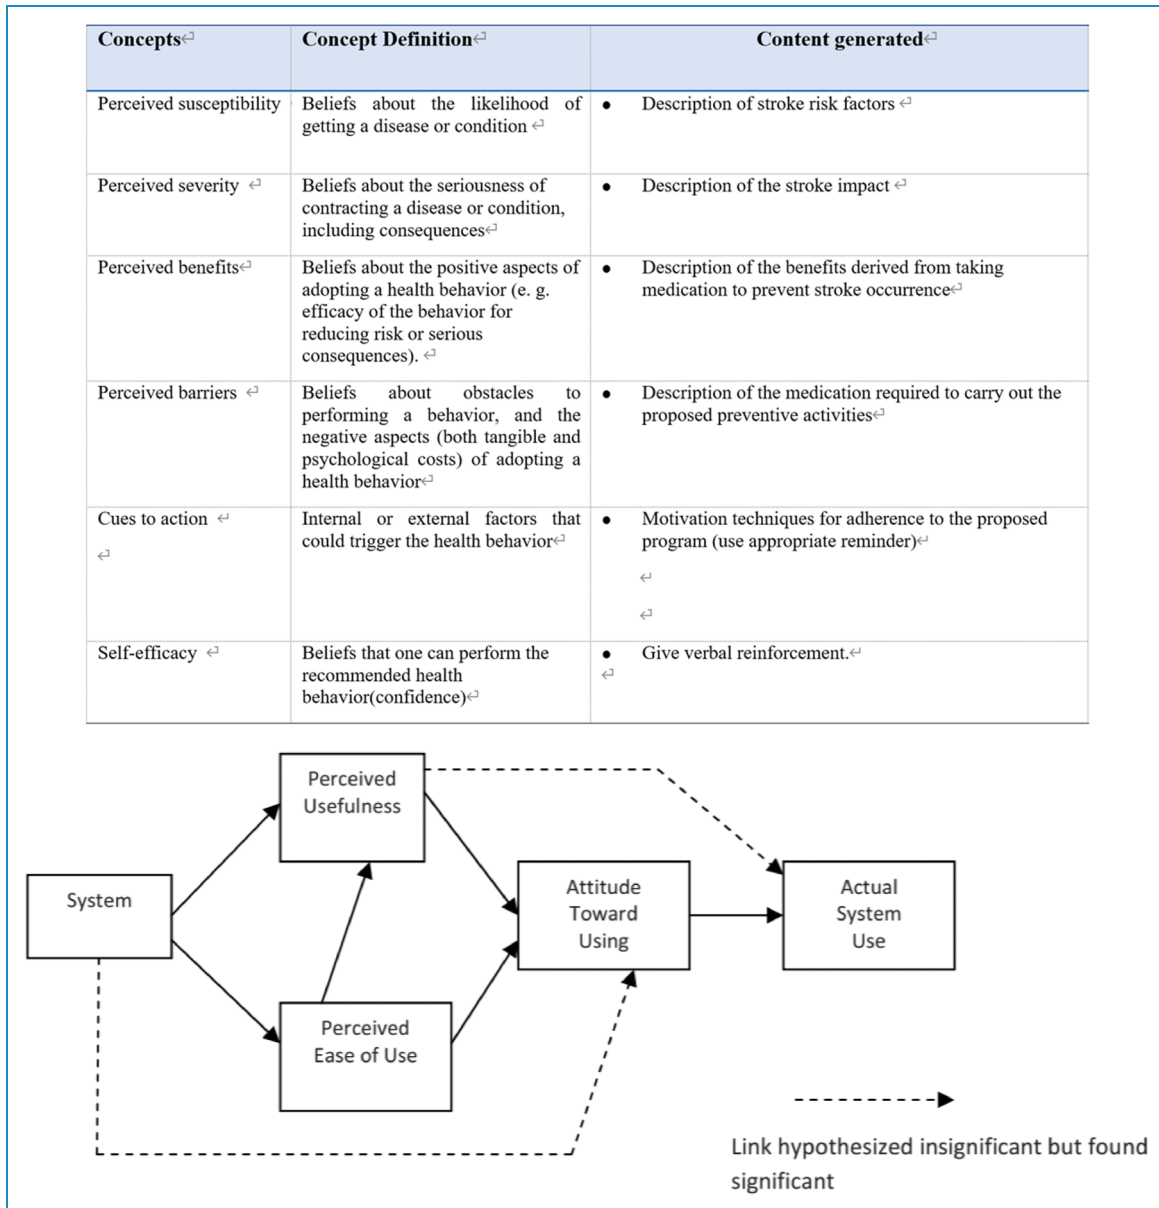 Concepts
Concept Definition
Content generated
Perceived susceptibility
Beliefs about the likelihood of
getting a disease or condition
● Description of stroke risk factors
Perceived severity
Beliefs about the seriousness of
contracting a disease or condition,
including consequences
● Description of the stroke impact
Perceived benefits
Beliefs about the positive aspects of
adopting a health behavior (e. g.
efficacy of the behavior for
reducing risk or serious
consequences).
● Description of the benefits derived from taking
medication to prevent stroke occurrence
Perceived barriers
Beliefs about obstacles to
performing a behavior, and the
negative aspects (both tangible and
psychological costs) of adopting a
health behavior
● Description of the medication required to carry out the
proposed preventive activities
Cues to action
Internal or external factors that
could trigger the health behavior
● Motivation techniques for adherence to the proposed
program (use appropriate reminder)
Self-efficacy
Beliefs that one can perform the
recommended health
behavior(confidence)
● Give verbal reinforcement.
Perceived
Usefulness
System
Attitude
Toward
Using
Actual
System
Use
Perceived
Ease of Use
Link hypothesized insignificant but found
significant